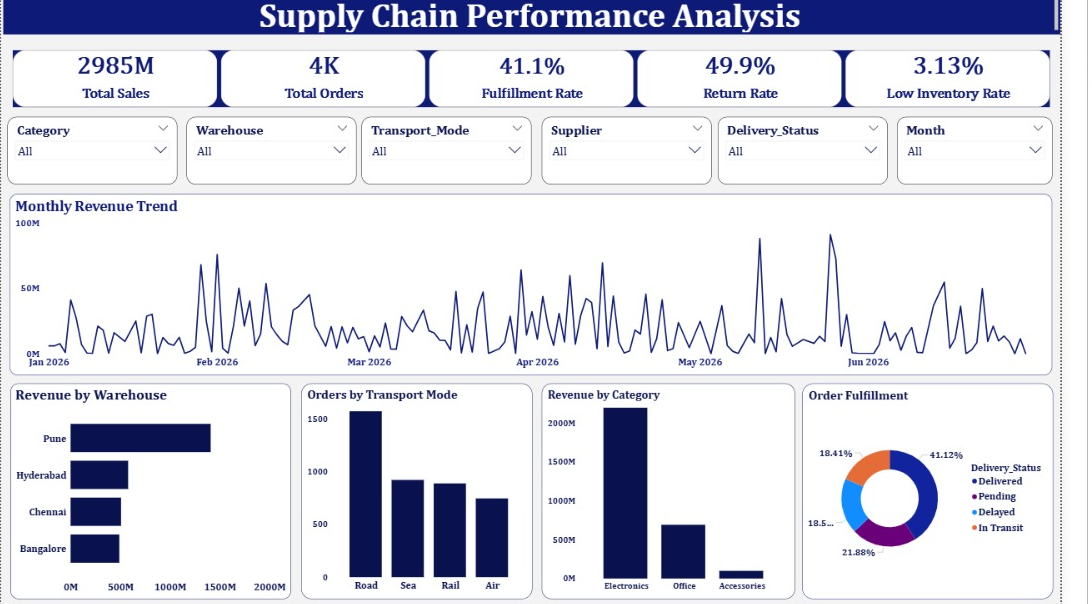 Supply Chain Performance Analysis
2985M
Total Sales
4K
Total Orders
41.1%
Fulfillment Rate
49.9%
Return Rate
3.13%
Low Inventory Rate
Category
All
Warehouse
All
Transport_Mode
All
Supplier
All
Delivery_Status
All
Month
All
Monthly Revenue Trend
100M
50M
0M
Jan 2026 Feb 2026 Mar 2026 Apr 2026 May 2026 Jun 2026
Revenue by Warehouse
Pune
Hyderabad
Chennai
Bangalore
0M 500M 1000M 1500M 2000M
Orders by Transport Mode
1500
1000
500
0
Road Sea Rail Air
Revenue by Category
2000M
1500M
1000M
500M
0M
Electronics Office Accessories
Order Fulfillment
18.41%
41.12%
18.5...
21.88%
Delivery_Status
Delivered
Pending
Delayed
In Transit